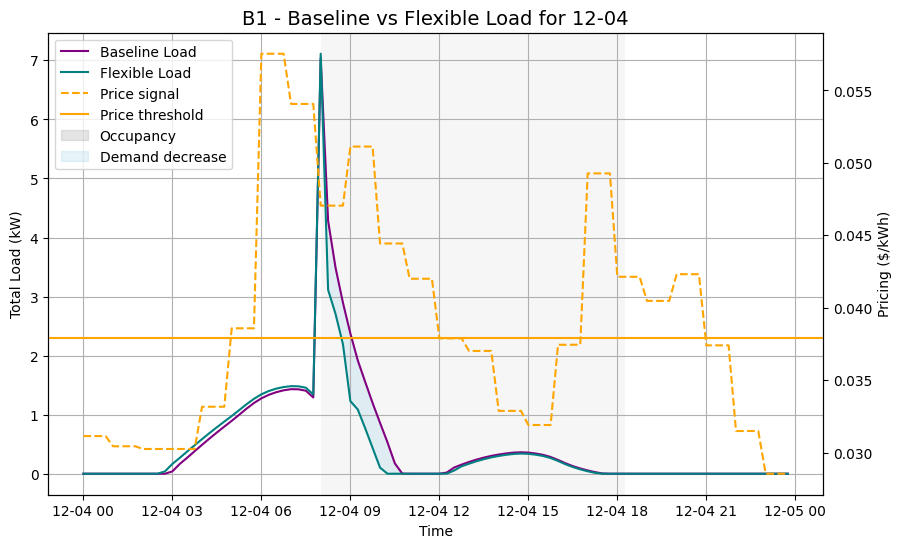 B1 - Baseline vs Flexible Load for 12-04
Baseline Load
Flexible Load
Price signal
Price threshold
Occupancy
Demand decrease
Total Load (kW)
7
6
5
4
3
2
1
0
0.055
0.050
0.045
0.040
0.035
0.030
Pricing ($/kWh)
12-04 00 12-04 03 12-04 06 12-04 09 12-04 12 12-04 15 12-04 18 12-04 21 12-05 00
Time